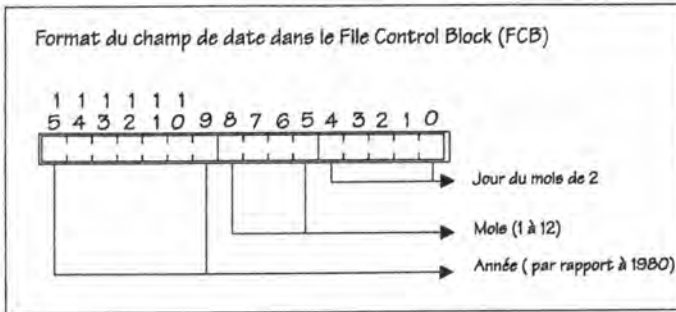 Format du champ de date dans le File Control Block (FCB)
1 1 1 1 1 1
5 4 3 2 1 0 9 8 7 6 5 4 3 2 1 0
Jour du mois de 2
Mois (1 à 12)
Année ( par rapport à 1980)